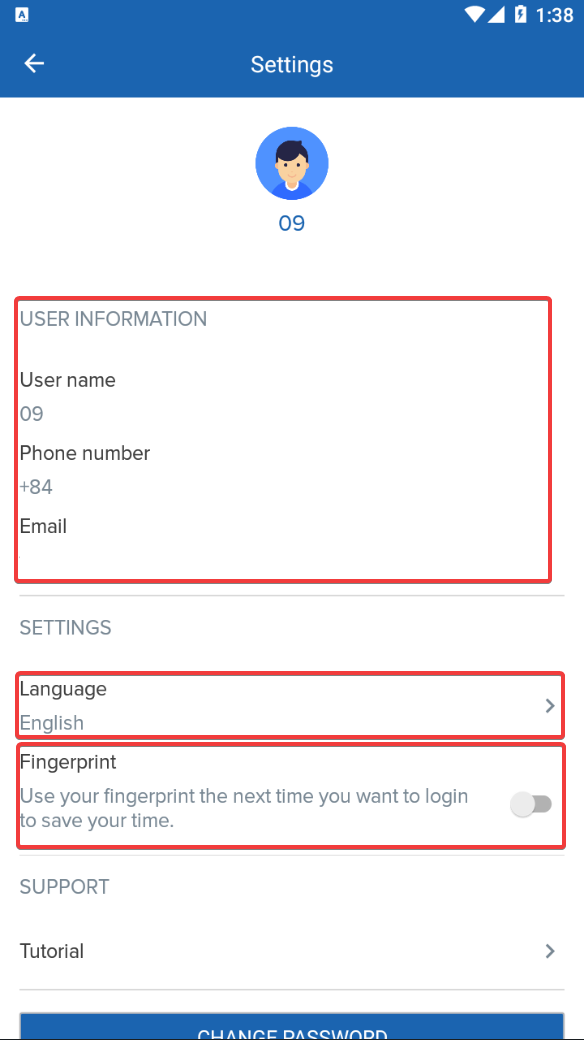 A
1:38
Settings
09
USER INFORMATION
User name
09
Phone number
+84
Email
SETTINGS
Language
English
Fingerprint
Use your fingerprint the next time you want to login
to save your time.
SUPPORT
Tutorial
CHANGE PASSWORD